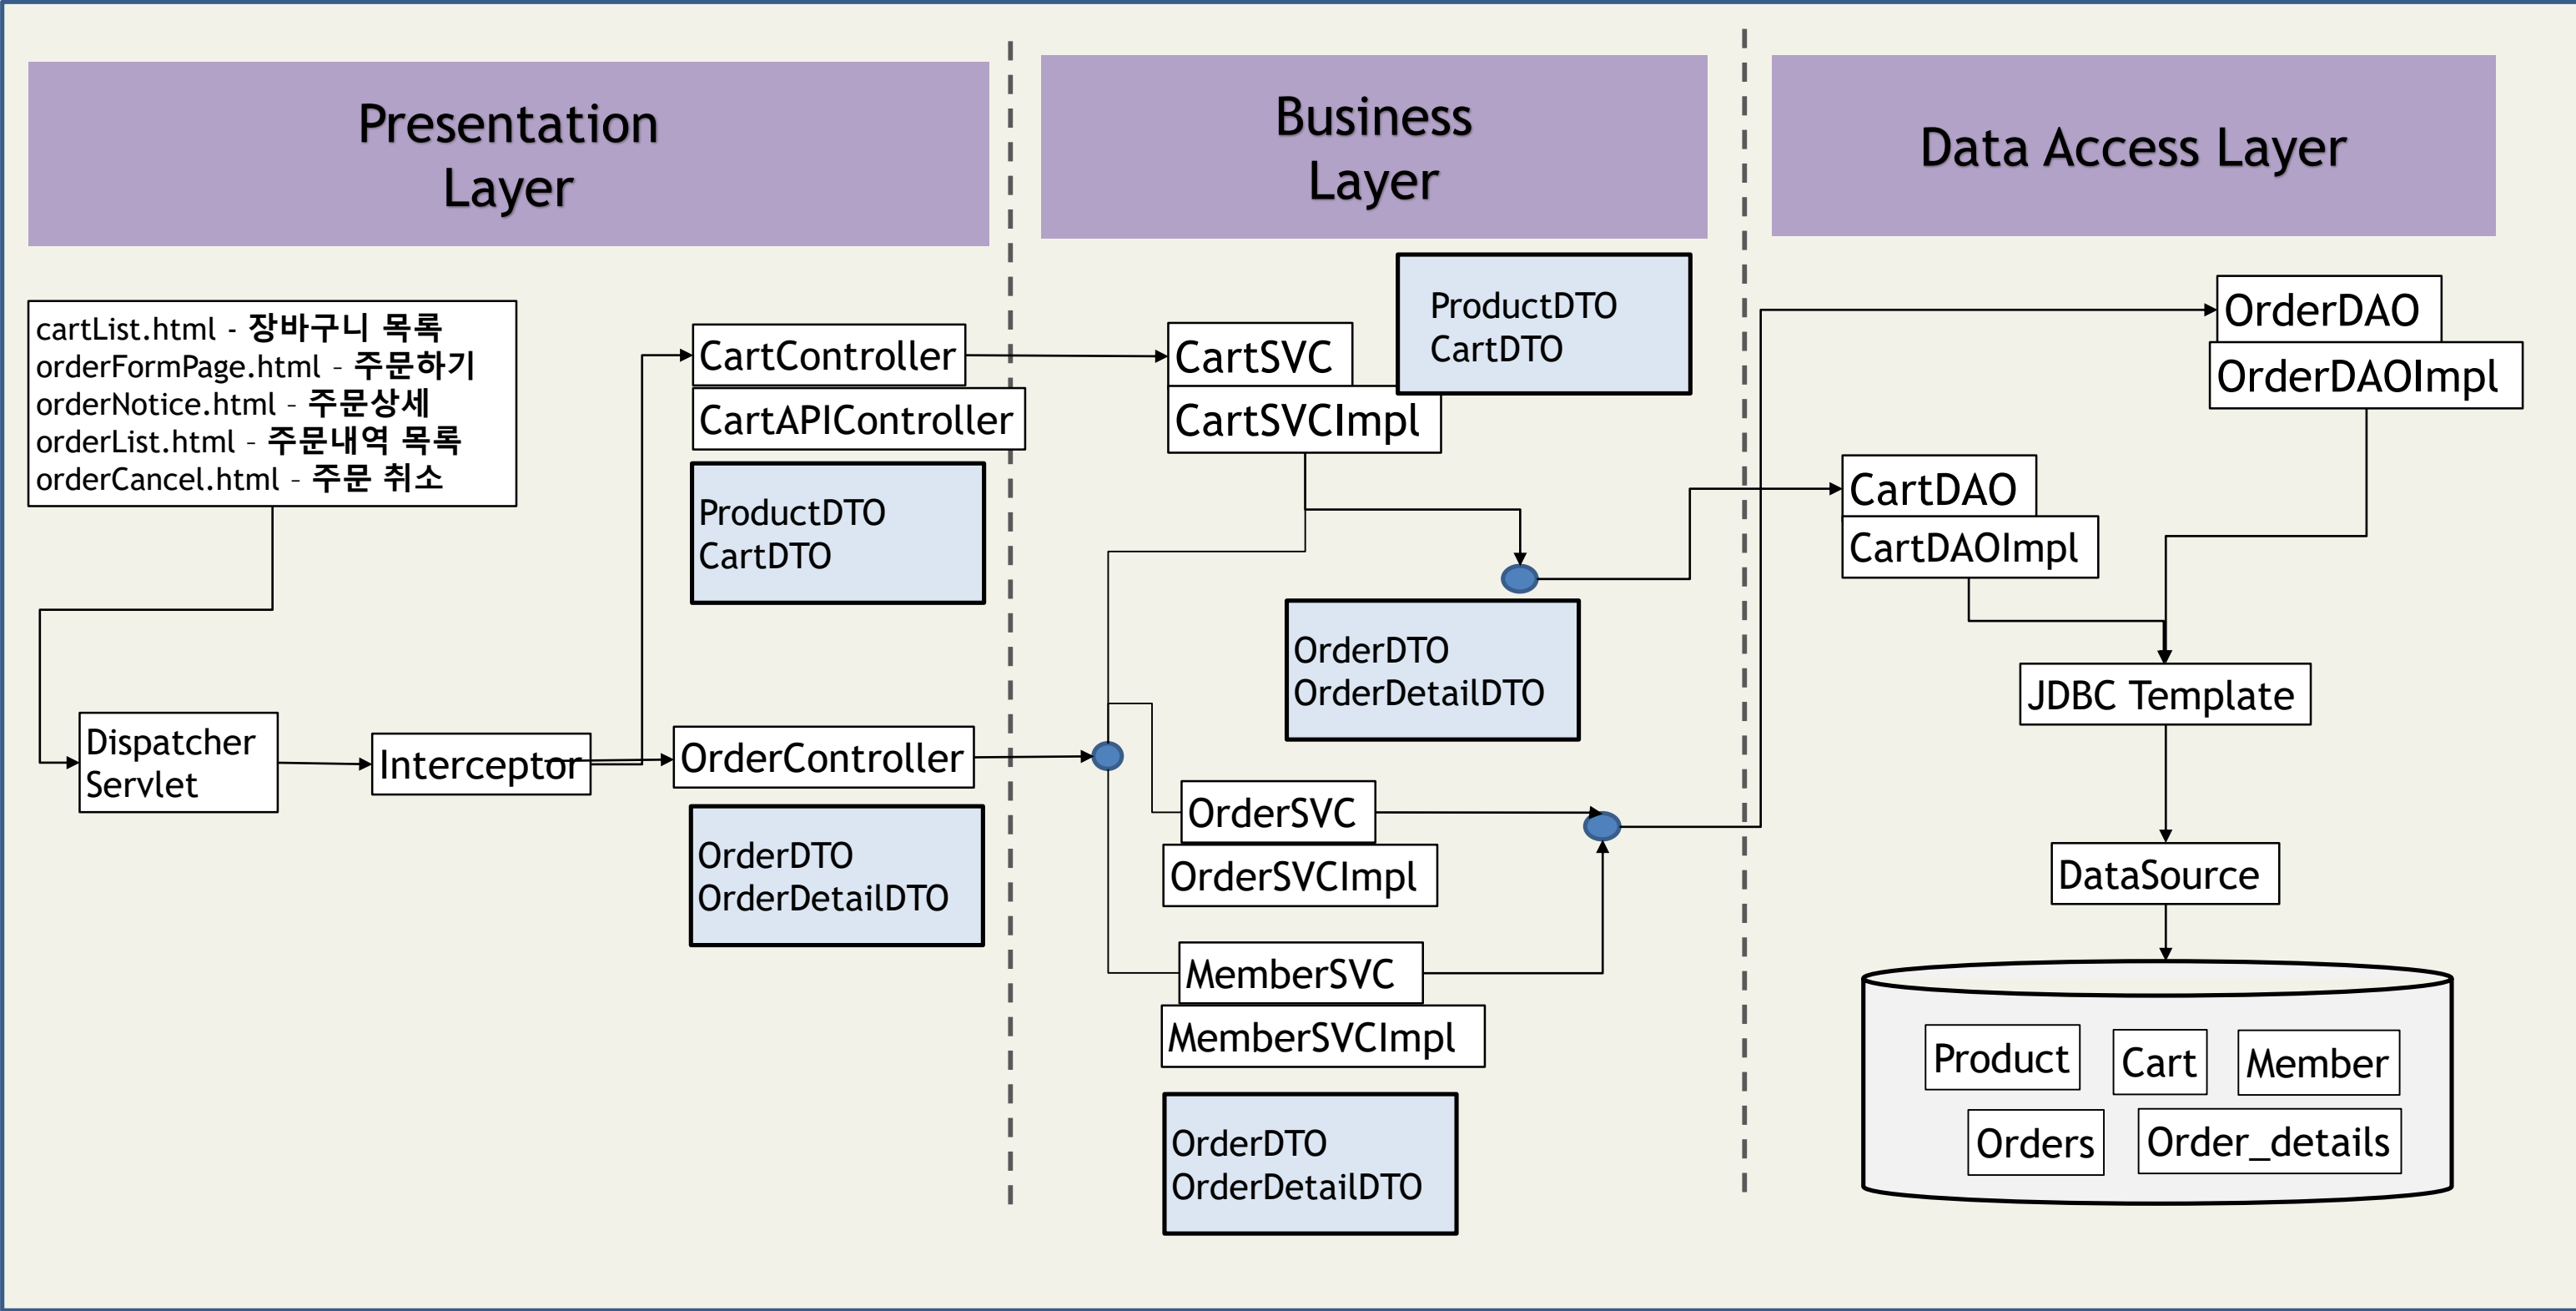 Presentation
Layer
Business
Layer
Data Access Layer
cartList.html - 장바구니 목록
orderFormPage.html – 주문하기
orderNotice.html – 주문상세
orderList.html – 주문내역 목록
orderCancel.html – 주문 취소
Dispatcher
Servlet
Interceptor
CartController
CartAPIController
ProductDTO
CartDTO
OrderController
OrderDTO
OrderDetailDTO
CartSVC
CartSVCImpl
ProductDTO
CartDTO
OrderDTO
OrderDetailDTO
OrderSVC
OrderSVCImpl
MemberSVC
MemberSVCImpl
OrderDTO
OrderDetailDTO
OrderDAO
OrderDAOImpl
CartDAO
CartDAOImpl
JDBC Template
DataSource
Product
Cart
Member
Orders
Order_details